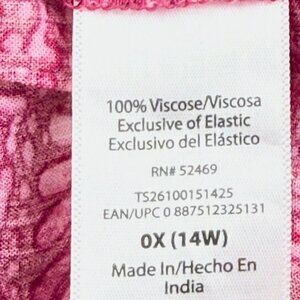 100% Viscose/Viscosa
Exclusive of Elastic
Exclusivo del Elástico
RN# 52469
TS26100151425
EAN/UPC 0 887512325131
0X (14W)
Made In/Hecho En
India